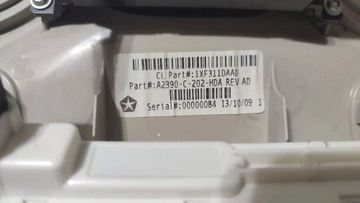 CL Part#:1XF311DAAD
Part#:A2390-C-202-HDA REV AD
Serial#:00000084 13/10/09 1